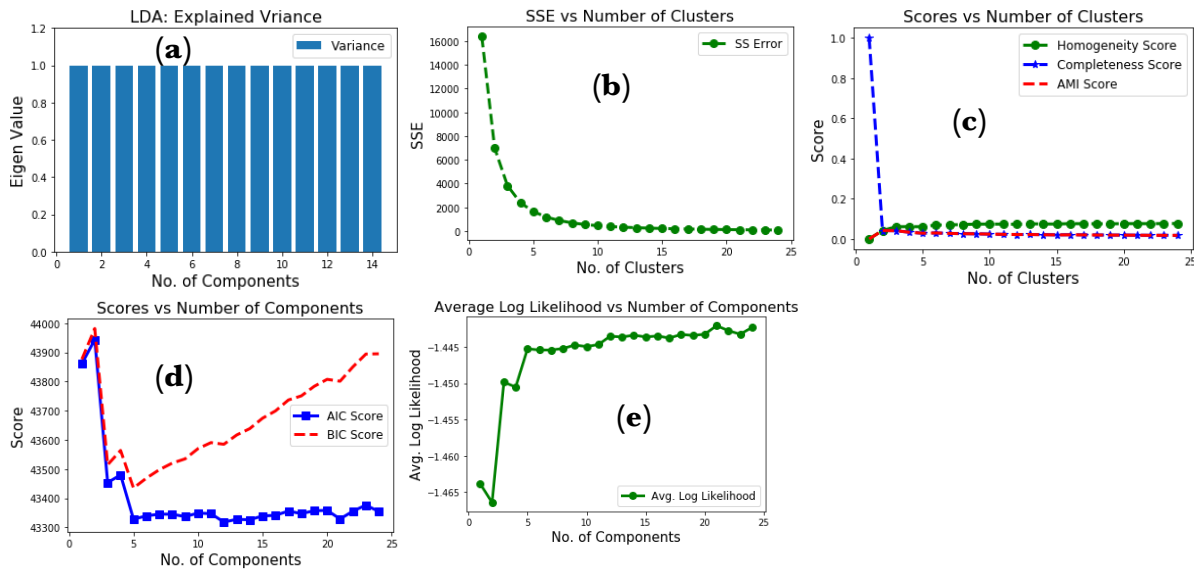 LDA: Explained Vriance
(a)
Variance
Eigen Value
1.2
1.0
0.8
0.6
0.4
0.2
0.0
0 2 4 6 8 10 12 14
No. of Components
SSE vs Number of Clusters
(b)
SS Error
SSE
16000
14000
12000
10000
8000
6000
4000
2000
0
0 5 10 15 20 25
No. of Clusters
Scores vs Number of Clusters
(c)
Homogeneity Score
Completeness Score
AMI Score
Score
1.0
0.8
0.6
0.4
0.2
0.0
0 5 10 15 20 25
No. of Clusters
Scores vs Number of Components
(d)
AIC Score
BIC Score
Score
44000
43900
43800
43700
43600
43500
43400
43300
0 5 10 15 20 25
No. of Components
Average Log Likelihood vs Number of Components
(e)
Avg. Log Likelihood
Avg. Log Likelihood
−1.445
−1.450
−1.455
−1.460
−1.465
0 5 10 15 20 25
No. of Components